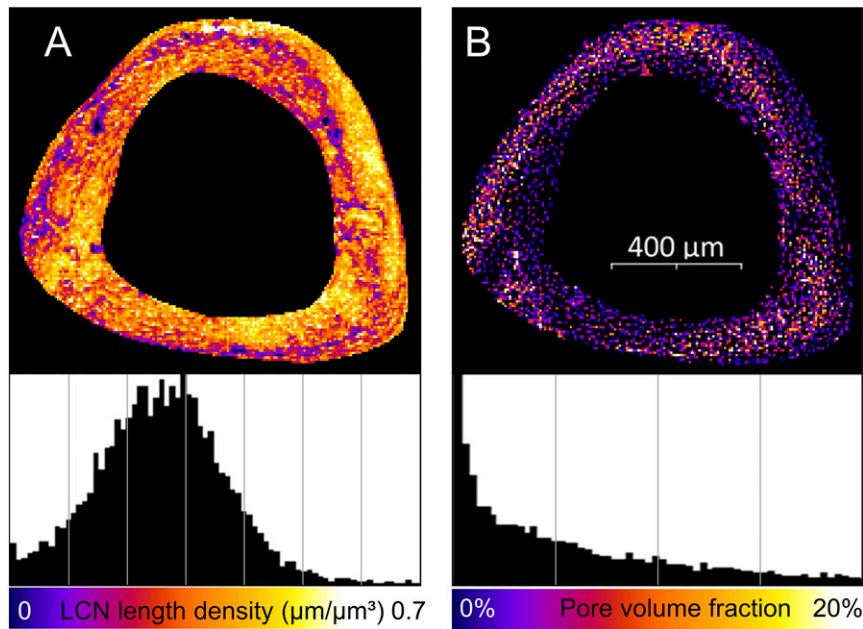 A
B
400 μm
0 LCN length density (μm/μm³) 0.7
0% Pore volume fraction 20%